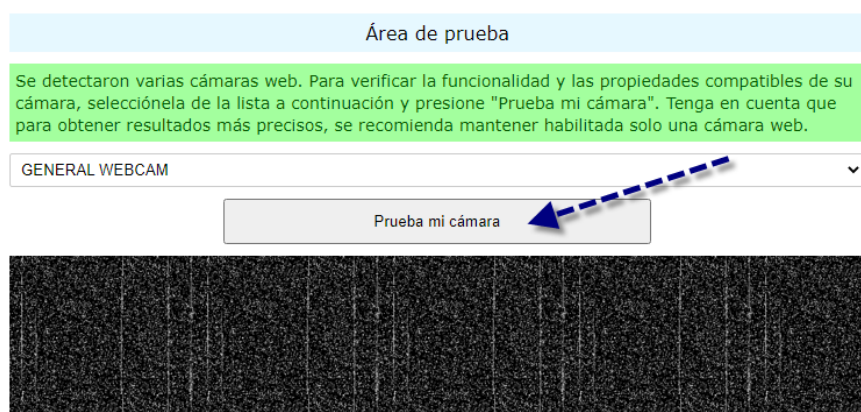 Área de prueba
Se detectaron varias cámaras web. Para verificar la funcionalidad y las propiedades compatibles de su
cámara, selecciónela de la lista a continuación y presione "Prueba mi cámara". Tenga en cuenta que
para obtener resultados más precisos, se recomienda mantener habilitada solo una cámara web.
GENERAL WEBCAM
Prueba mi cámara